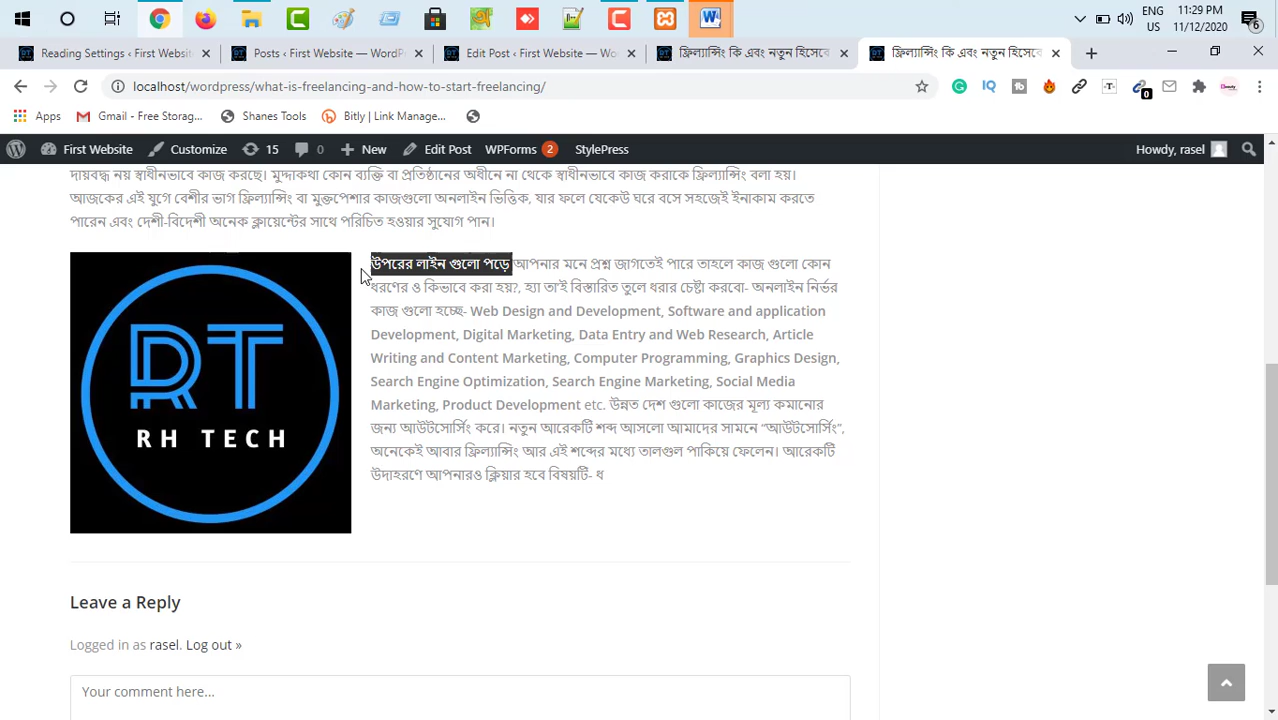 ENG
US
11:29 PM
11/12/2020
6
Reading Settings ‹ First Websit
Posts ‹ First Website — WordP
Edit Post ‹ First Website — Wo
ফ্রিল্যান্সিং কি এবং নতুন হিসেবে
ফ্রিল্যান্সিং কি এবং নতুন হিসেবে
localhost/wordpress/what-is-freelancing-and-how-to-start-freelancing/
0
Apps
Gmail - Free Storag...
Shanes Tools
Bitly | Link Manage...
First Website
Customize
15
0
New
Edit Post
WPForms 2
StylePress
Howdy, rasel
দায়বদ্ধ নয় স্বাধীনভাবে কাজ করছে। মুদ্দাকথা কোন ব্যক্তি বা প্রতিষ্ঠানের অধীনে না থেকে স্বাধীনভাবে কাজ করাকে ফ্রিল্যান্সিং বলা হয়।
আজকের এই যুগে বেশীর ভাগ ফ্রিল্যান্সিং বা মুক্তপেশার কাজগুলো অনলাইন ভিত্তিক, যার ফলে যেকেউ ঘরে বসে সহজেই ইনাকাম করতে
পারেন এবং দেশী-বিদেশী অনেক ক্লায়েন্টের সাথে পরিচিত হওয়ার সুযোগ পান।
উপরের লাইন গুলো পড়ে আপনার মনে প্রশ্ন জাগতেই পারে তাহলে কাজ গুলো কোন
ধরণের ও কিভাবে করা হয়?, হ্যা তা'ই বিস্তারিত তুলে ধরার চেষ্টা করবো- অনলাইন নির্ভর
কাজ গুলো হচ্ছে- Web Design and Development, Software and application
Development, Digital Marketing, Data Entry and Web Research, Article
Writing and Content Marketing, Computer Programming, Graphics Design,
Search Engine Optimization, Search Engine Marketing, Social Media
Marketing, Product Development etc. উন্নত দেশ গুলো কাজের মূল্য কমানোর
জন্য আউটসোর্সিং করে। নতুন আরেকটি শব্দ আসলো আমাদের সামনে “আউটসোর্সিং”,
অনেকেই আবার ফ্রিল্যান্সিং আর এই শব্দের মধ্যে তালগুল পাকিয়ে ফেলেন। আরেকটি
উদাহরণে আপনারও ক্লিয়ার হবে বিষয়টি- ধ
RT
RH TECH
Leave a Reply
Logged in as rasel. Log out »
Your comment here...